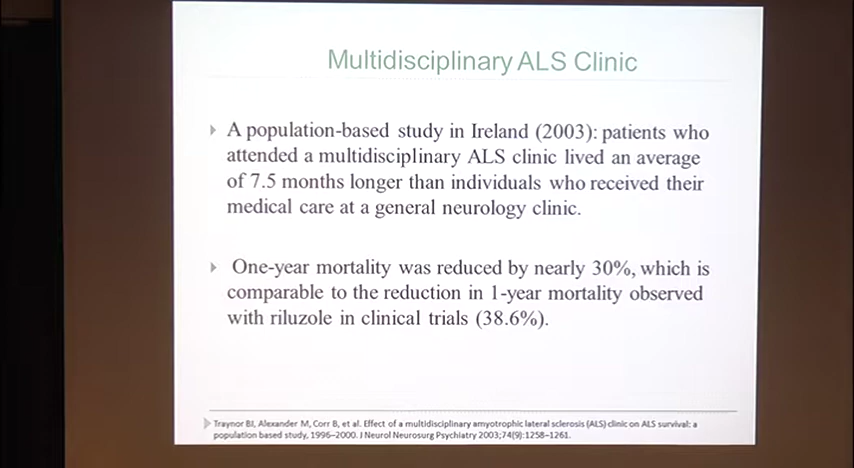 Multidisciplinary ALS Clinic
A population-based study in Ireland (2003): patients who
attended a multidisciplinary ALS clinic lived an average
of 7.5 months longer than individuals who received their
medical care at a general neurology clinic.
One-year mortality was reduced by nearly 30%, which is
comparable to the reduction in 1-year mortality observed
with riluzole in clinical trials (38.6%).
Traynor BJ, Alexander M, Corr B, et al. Effect of a multidisciplinary amyotrophic lateral sclerosis (ALS) clinic on ALS survival: a
population based study, 1996–2000. J Neurol Neurosurg Psychiatry 2003;74(9):1258–1261.